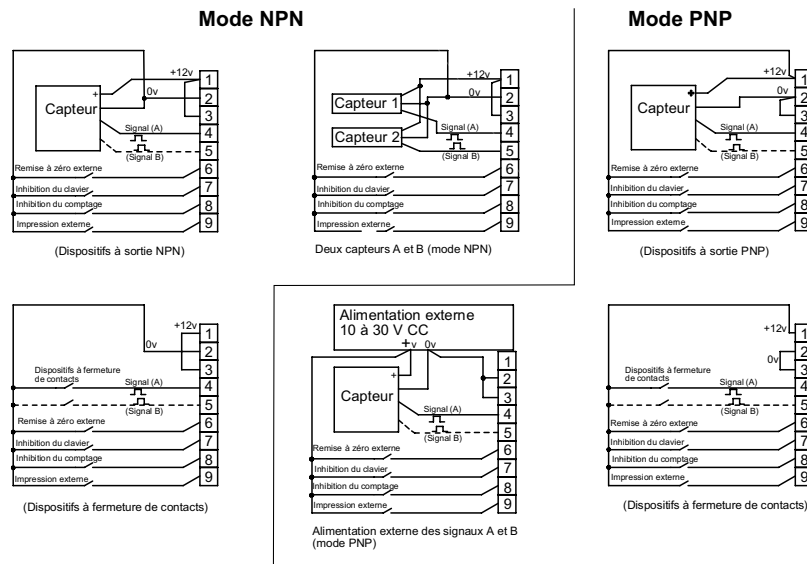 Mode NPN
Mode PNP
+12v
1
+
2
Capteur
0v
3
Signal (A)
4
5
(Signal B)
Remise à zéro externe
6
Inhibition du clavier
7
Inhibition du comptage
8
Impression externe
9
(Dispositifs à sortie NPN)
+12v
1
0v
2
Capteur 1
3
Signal (A)
4
Capteur 2
5
(Signal B)
Remise à zéro externe
6
Inhibition du clavier
7
Inhibition du comptage
8
Impression externe
9
Deux capteurs A et B (mode NPN)
+12v
1
+
0v
2
Capteur
3
Signal (A)
4
5
(Signal B)
Remise à zéro externe
6
Inhibition du clavier
7
Inhibition du comptage
8
Impression externe
9
(Dispositifs à sortie PNP)
+12v
1
0v
2
3
Dispositifs à fermeture
de contacts
Signal (A)
4
5
(Signal B)
Remise à zéro externe
6
Inhibition du clavier
7
Inhibition du comptage
8
Impression externe
9
(Dispositifs à fermeture de contacts)
Alimentation externe
10 à 30 V CC
+v 0v
1
+
2
Capteur
3
Signal (A)
4
5
(Signal B)
Remise à zéro externe
6
Inhibition du clavier
7
Inhibition du comptage
8
Impression externe
9
Alimentation externe des signaux A et B
(mode PNP)
+12v
1
2
0v
3
Dispositifs à fermeture
de contacts
Signal (A)
4
5
(Signal B)
Remise à zéro externe
6
Inhibition du clavier
7
Inhibition du comptage
8
Impression externe
9
(Dispositifs à fermeture de contacts)